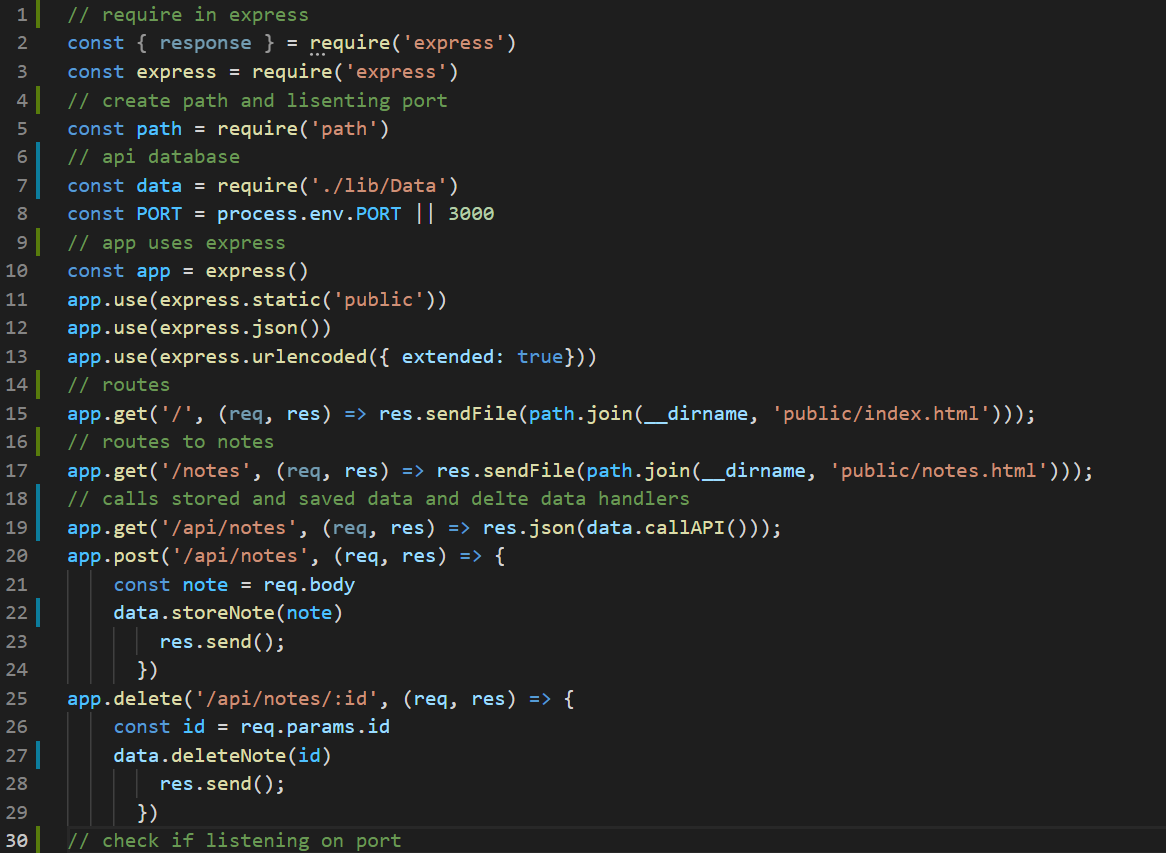 1 // require in express
2 const { response } = require('express')
3 const express = require('express')
4 // create path and lisenting port
5 const path = require('path')
6 // api database
7 const data = require('./lib/Data')
8 const PORT = process.env.PORT || 3000
9 // app uses express
10 const app = express()
11 app.use(express.static('public'))
12 app.use(express.json())
13 app.use(express.urlencoded({ extended: true}))
14 // routes
15 app.get('/', (req, res) => res.sendFile(path.join(__dirname, 'public/index.html')));
16 // routes to notes
17 app.get('/notes', (req, res) => res.sendFile(path.join(__dirname, 'public/notes.html')));
18 // calls stored and saved data and delte data handlers
19 app.get('/api/notes', (req, res) => res.json(data.callAPI()));
20 app.post('/api/notes', (req, res) => {
21     const note = req.body
22     data.storeNote(note)
23         res.send();
24       })
25 app.delete('/api/notes/:id', (req, res) => {
26     const id = req.params.id
27     data.deleteNote(id)
28         res.send();
29       })
30 // check if listening on port